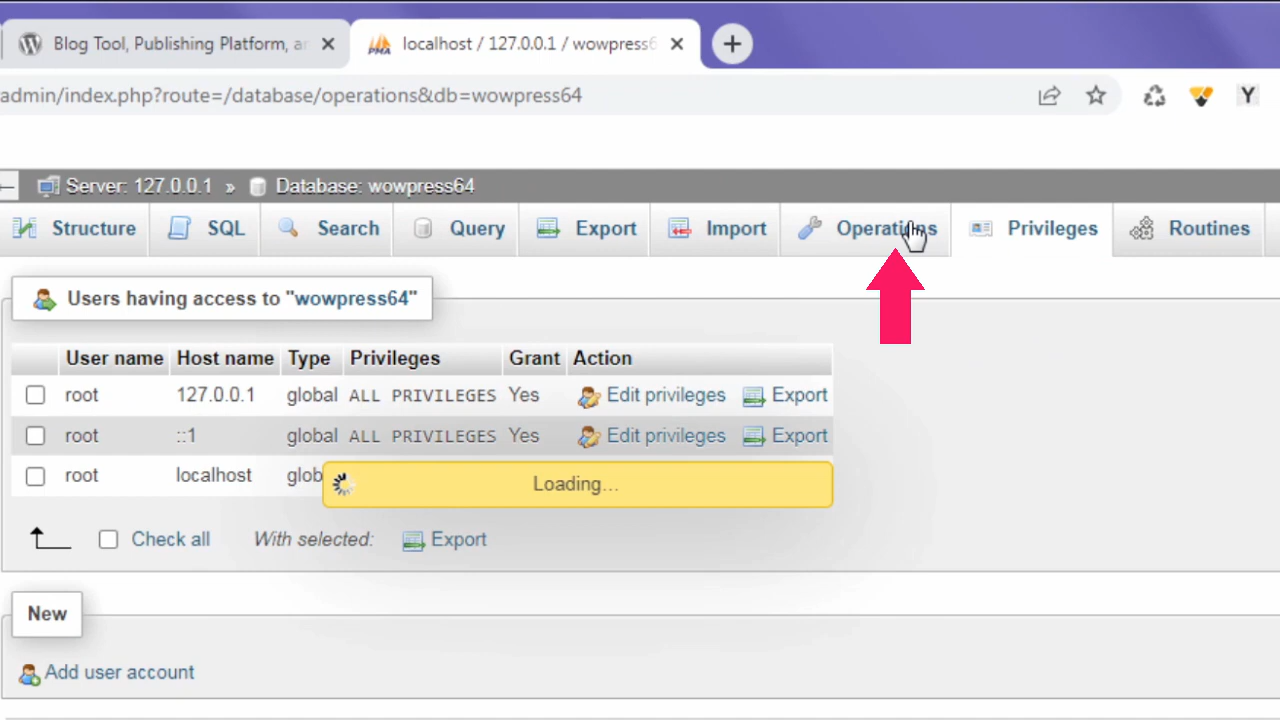 Blog Tool, Publishing Platform, a
localhost / 127.0.0.1 / wowpress6
admin/index.php?route=/database/operations&db=wowpress64
Y
Server: 127.0.0.1 » Database: wowpress64
Structure SQL Search Query Export Import Operations Privileges Routines
Users having access to "wowpress64"
User name Host name Type Privileges Grant Action
root 127.0.0.1 global ALL PRIVILEGES Yes Edit privileges Export
root ::1 global ALL PRIVILEGES Yes Edit privileges Export
root localhost glob
Loading…
Check all With selected: Export
New
Add user account